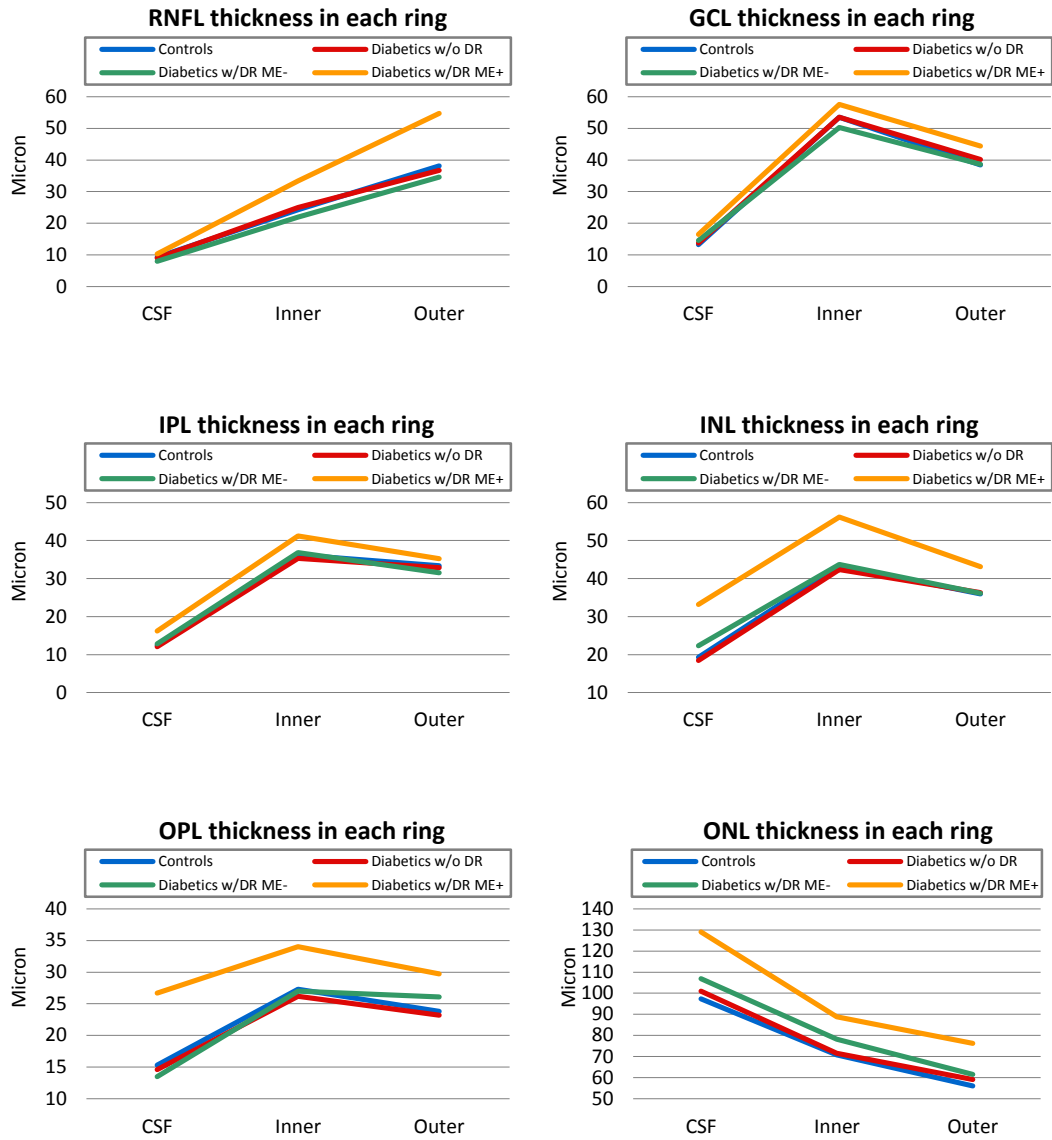 RNFL thickness in each ring
Controls
Diabetics w/o DR
Diabetics w/DR ME-
Diabetics w/DR ME+
Micron
60
50
40
30
20
10
0
CSF Inner Outer
GCL thickness in each ring
Controls
Diabetics w/o DR
Diabetics w/DR ME-
Diabetics w/DR ME+
Micron
60
50
40
30
20
10
0
CSF Inner Outer
IPL thickness in each ring
Controls
Diabetics w/o DR
Diabetics w/DR ME-
Diabetics w/DR ME+
Micron
50
40
30
20
10
0
CSF Inner Outer
INL thickness in each ring
Controls
Diabetics w/o DR
Diabetics w/DR ME-
Diabetics w/DR ME+
Micron
60
50
40
30
20
10
CSF Inner Outer
OPL thickness in each ring
Controls
Diabetics w/o DR
Diabetics w/DR ME-
Diabetics w/DR ME+
Micron
40
35
30
25
20
15
10
CSF Inner Outer
ONL thickness in each ring
Controls
Diabetics w/o DR
Diabetics w/DR ME-
Diabetics w/DR ME+
Micron
140
130
120
110
100
90
80
70
60
50
CSF Inner Outer